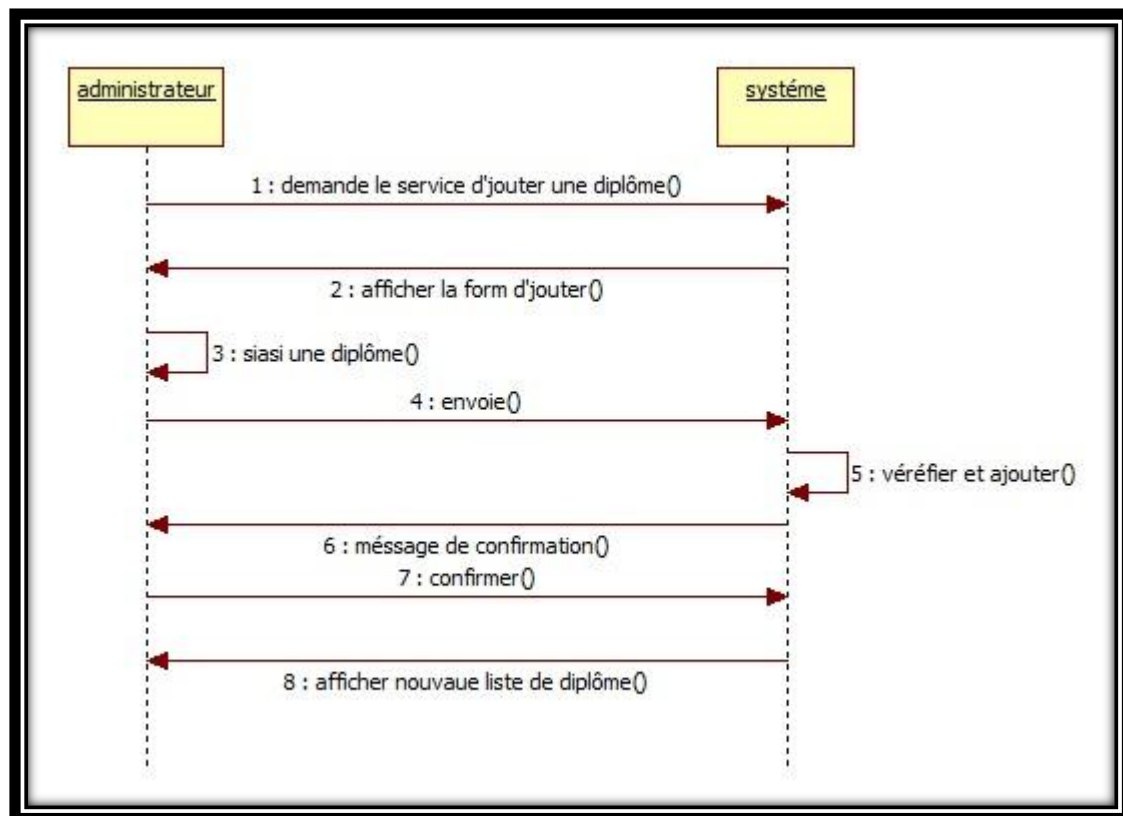 administrateur
systéme
1 : demande le service d'jouter une diplôme()
2 : afficher la form d'jouter()
3 : siasi une diplôme()
4 : envoie()
5 : véréfier et ajouter()
6 : méssage de confirmation()
7 : confirmer()
8 : afficher nouvaue liste de diplôme()